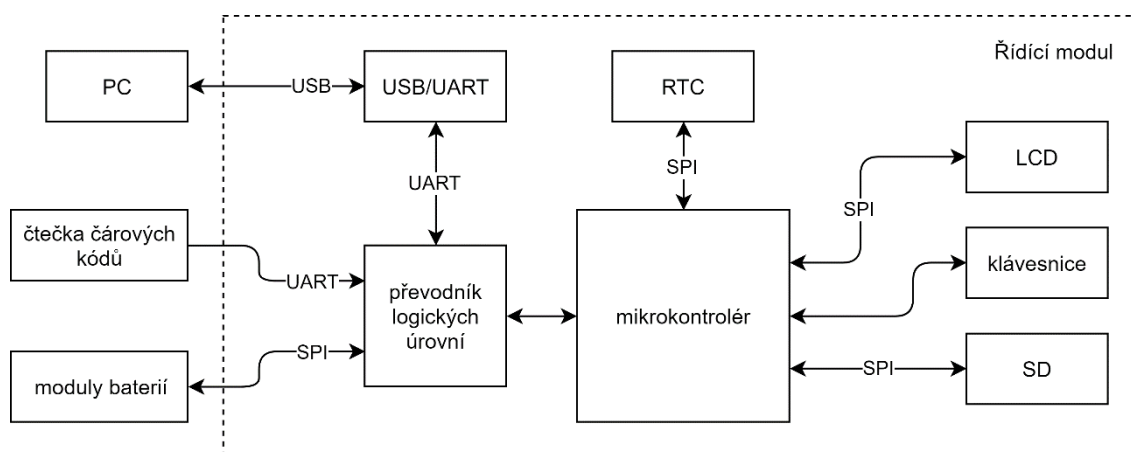 Řídící modul
PC
USB
USB/UART
RTC
UART
SPI
LCD
SPI
čtečka čárových
kódů
UART
převodník
logických
úrovní
mikrokontrolér
klávesnice
moduly baterií
SPI
SPI
SD